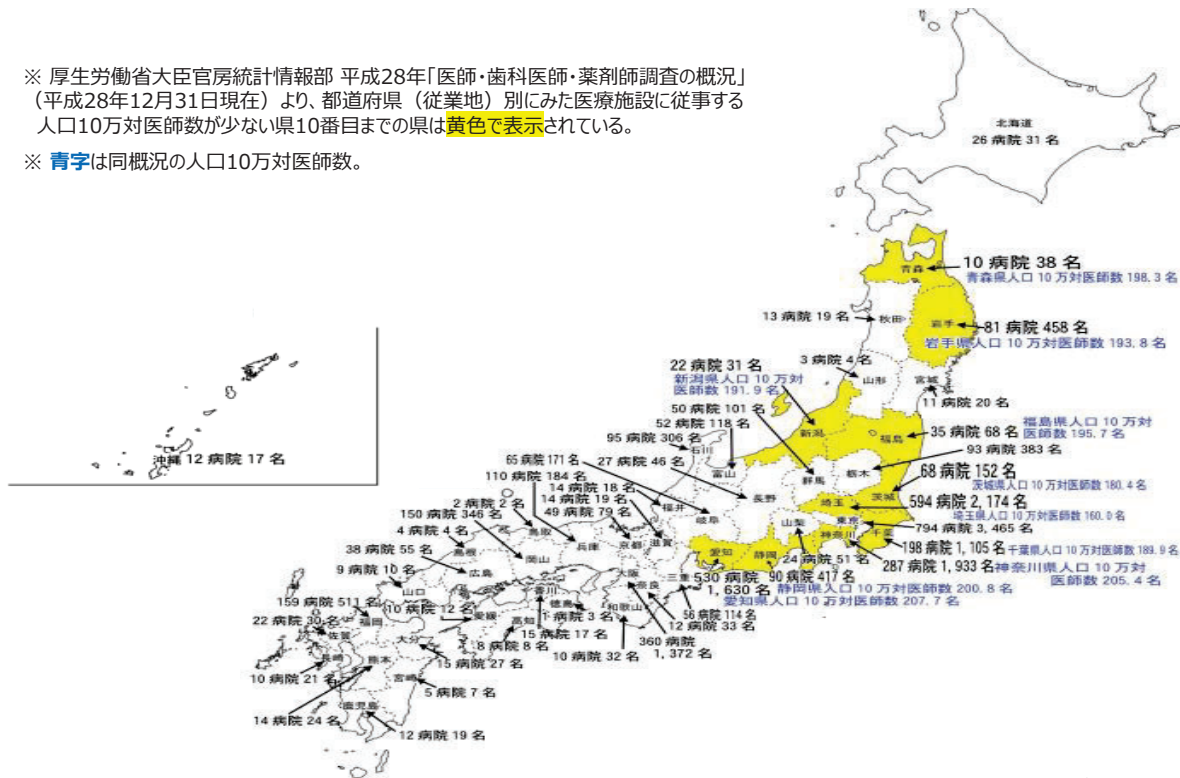 ※ 厚生労働省大臣官房統計情報部 平成28年「医師・歯科医師・薬剤師調査の概況」
（平成28年12月31日現在）より、都道府県（従業地）別にみた医療施設に従事する
人口10万対医師数が少ない県10番目までの県は黄色で表示されている。
※ 青字は同概況の人口10万対医師数。
北海道
26 病院 31 名
青森
10 病院 38 名
青森県人口 10 万対医師数 198.3 名
13 病院 19 名
秋田
岩手
81 病院 458 名
岩手県人口 10 万対医師数 193.8 名
3 病院 4 名
山形
宮城
11 病院 20 名
22 病院 31 名
新潟県人口 10 万対
医師数 191.9 名
新潟
福島
35 病院 68 名
福島県人口 10 万対
医師数 195.7 名
50 病院 101 名
群馬
52 病院 118 名
富山
95 病院 306 名
石川
栃木
93 病院 383 名
茨城
68 病院 152 名
茨城県人口 10 万対医師数 180.4 名
65 病院 171 名
岐阜
27 病院 46 名
長野
埼玉
594 病院 2,174 名
埼玉県人口 10 万対医師数 160.0 名
東京
794 病院 3,465 名
千葉
198 病院 1,105 名
千葉県人口 10 万対医師数 189.9 名
神奈川
287 病院 1,933 名
神奈川県人口 10 万対
医師数 205.4 名
山梨
24 病院 51 名
静岡
90 病院 417 名
静岡県人口 10 万対医師数 200.8 名
愛知
530 病院
1,630 名
愛知県人口 10 万対医師数 207.7 名
110 病院 184 名
兵庫
14 病院 18 名
福井
14 病院 19 名
滋賀
49 病院 79 名
京都
2 病院 2 名
鳥取
150 病院 346 名
岡山
4 病院 4 名
島根
38 病院 55 名
広島
9 病院 10 名
山口
大阪
360 病院
1,372 名
奈良
12 病院 33 名
三重
56 病院 114 名
和歌山
10 病院 32 名
香川
15 病院 17 名
徳島
1 病院 3 名
愛媛
10 病院 12 名
高知
8 病院 8 名
159 病院 511 名
福岡
22 病院 30 名
佐賀
長崎
10 病院 21 名
大分
15 病院 27 名
熊本
14 病院 24 名
宮崎
5 病院 7 名
鹿児島
12 病院 19 名
沖縄
12 病院 17 名